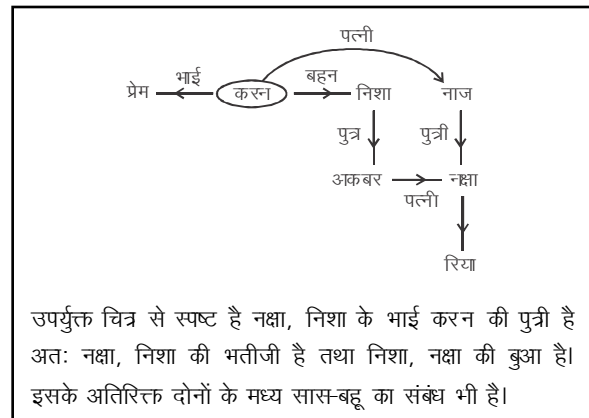 पत्नी
प्रेम भाई करन बहन निशा नाज
पुत्र पुत्री
अकबर नक्षा
पत्नी
रिया
उपर्युक्त चित्र से स्पष्ट है नक्षा, निशा के भाई करन की पुत्री है
अतः नक्षा, निशा की भतीजी है तथा निशा, नक्षा की बुआ है।
इसके अतिरिक्त दोनों के मध्य सास-बहू का संबंध भी है।